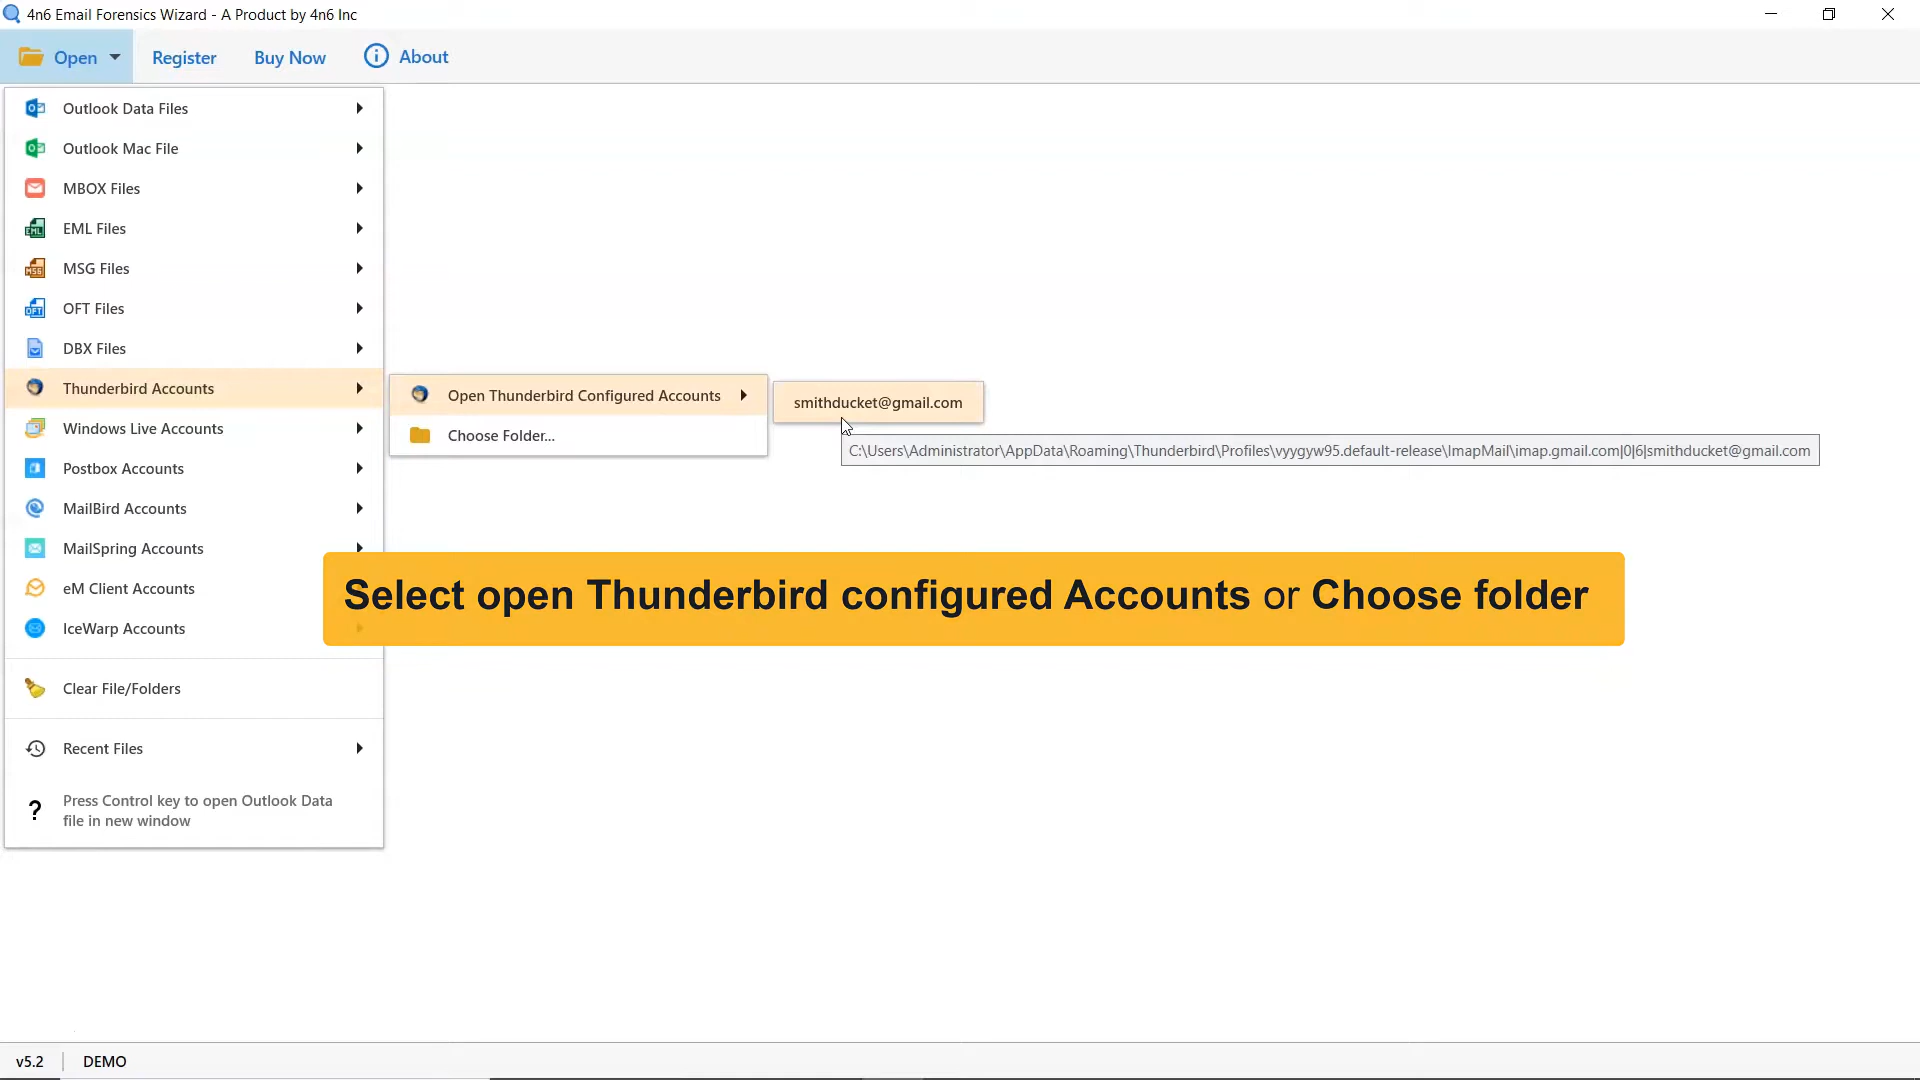 4n6 Email Forensics Wizard - A Product by 4n6 Inc
Open
Register
Buy Now
About
Outlook Data Files
Outlook Mac File
MBOX Files
EML Files
MSG Files
OFT Files
DBX Files
Thunderbird Accounts
Open Thunderbird Configured Accounts
smithducket@gmail.com
Choose Folder...
C:\Users\Administrator\AppData\Roaming\Thunderbird\Profiles\vyygyw95.default-release\ImapMail\imap.gmail.com|0|6|smithducket@gmail.com
Windows Live Accounts
Postbox Accounts
MailBird Accounts
MailSpring Accounts
eM Client Accounts
IceWarp Accounts
Select open Thunderbird configured Accounts or Choose folder
Clear File/Folders
Recent Files
Press Control key to open Outlook Data
file in new window
v5.2
DEMO